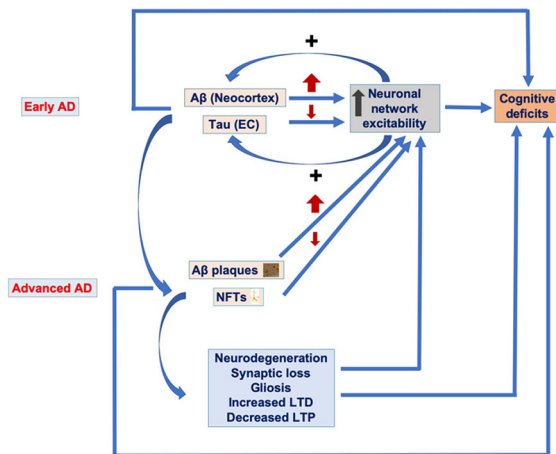 +
Aβ (Neocortex)
Tau (EC)
Neuronal
network
excitability
Cognitive
deficits
Early AD
+
Aβ plaques
NFTs
Advanced AD
Neurodegeneration
Synaptic loss
Gliosis
Increased LTD
Decreased LTP